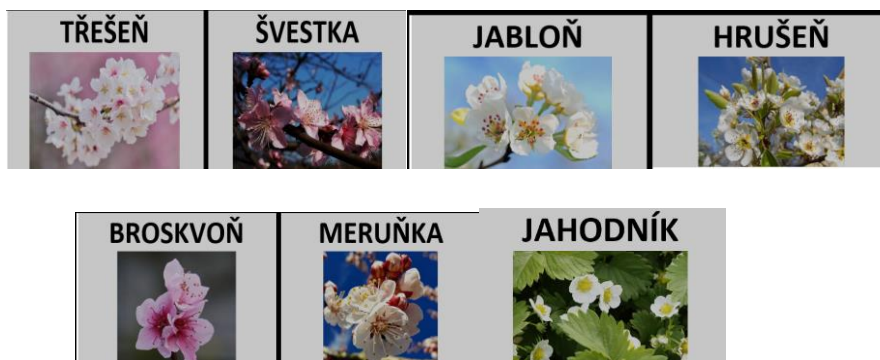 TŘEŠEŇ
ŠVESTKA
JABLOŇ
HRUŠEŇ
BROSKVOŇ
MERUŇKA
JAHODNÍK